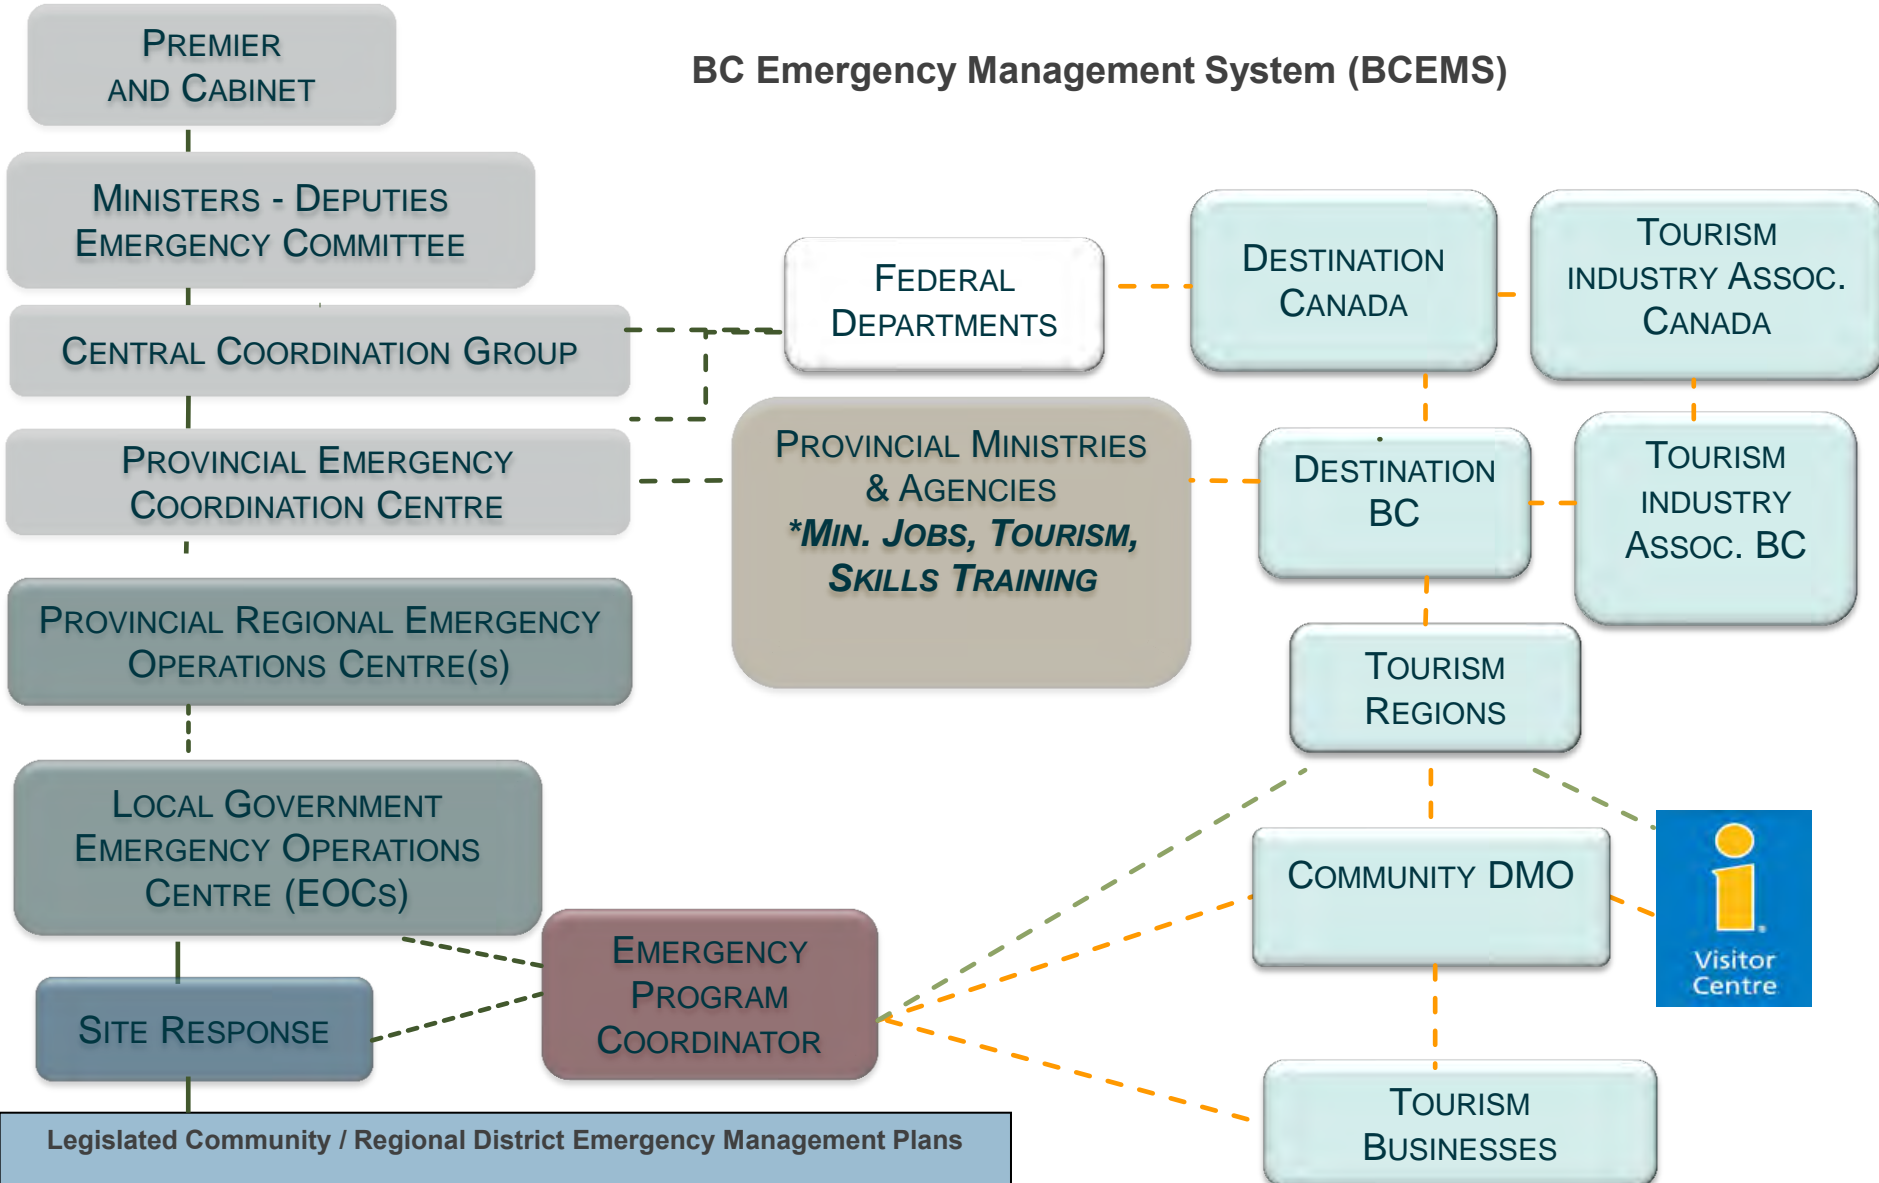 BC Emergency Management System (BCEMS)
PREMIER
AND CABINET
MINISTERS - DEPUTIES
EMERGENCY COMMITTEE
CENTRAL COORDINATION GROUP
PROVINCIAL EMERGENCY
COORDINATION CENTRE
PROVINCIAL REGIONAL EMERGENCY
OPERATIONS CENTRE(S)
LOCAL GOVERNMENT
EMERGENCY OPERATIONS
CENTRE (EOCS)
SITE RESPONSE
Legislated Community / Regional District Emergency Management Plans
EMERGENCY
PROGRAM
COORDINATOR
FEDERAL
DEPARTMENTS
PROVINCIAL MINISTRIES
& AGENCIES
*MIN. JOBS, TOURISM,
SKILLS TRAINING
DESTINATION
CANADA
TOURISM
INDUSTRY ASSOC.
CANADA
DESTINATION
BC
TOURISM
INDUSTRY
ASSOC. BC
TOURISM
REGIONS
COMMUNITY DMO
i
Visitor
Centre
TOURISM
BUSINESSES